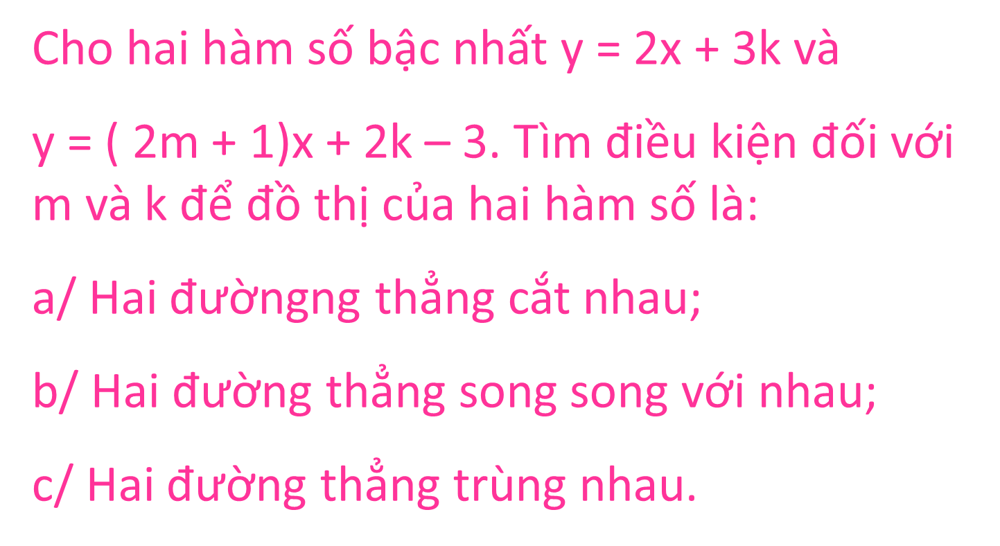 Cho hai hàm số bậc nhất y = 2x + 3k và
y = ( 2m + 1)x + 2k – 3. Tìm điều kiện đối với
m và k để đồ thị của hai hàm số là:
a/ Hai đườngng thẳng cắt nhau;
b/ Hai đường thẳng song song với nhau;
c/ Hai đường thẳng trùng nhau.